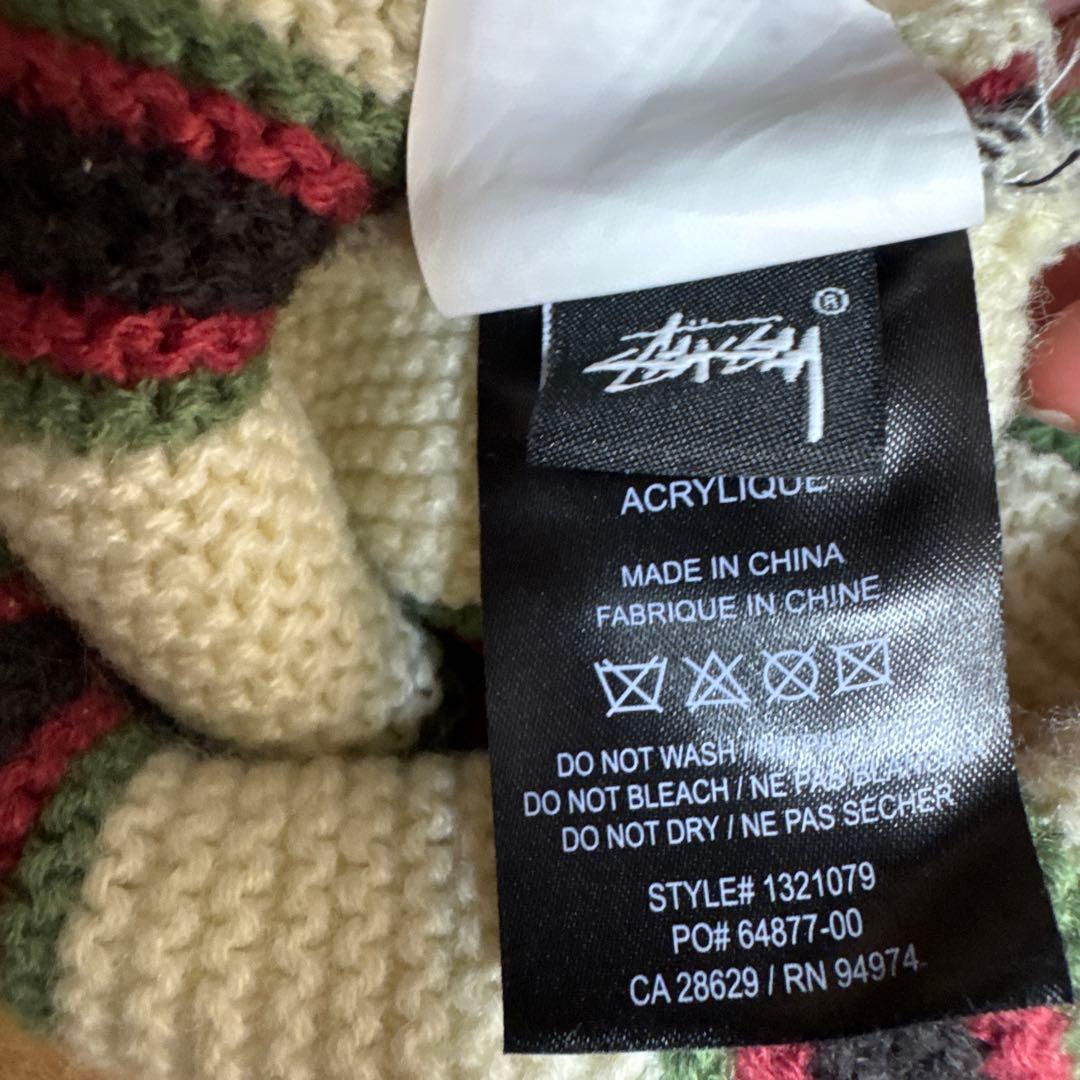 Stüssy ®
ACRYLIQUE
MADE IN CHINA
FABRIQUE IN CHINE
DO NOT WASH /
DO NOT BLEACH / NE PAS
DO NOT DRY / NE PAS SÉCHER
STYLE# 1321079
PO# 64877-00
CA 28629 / RN 94974